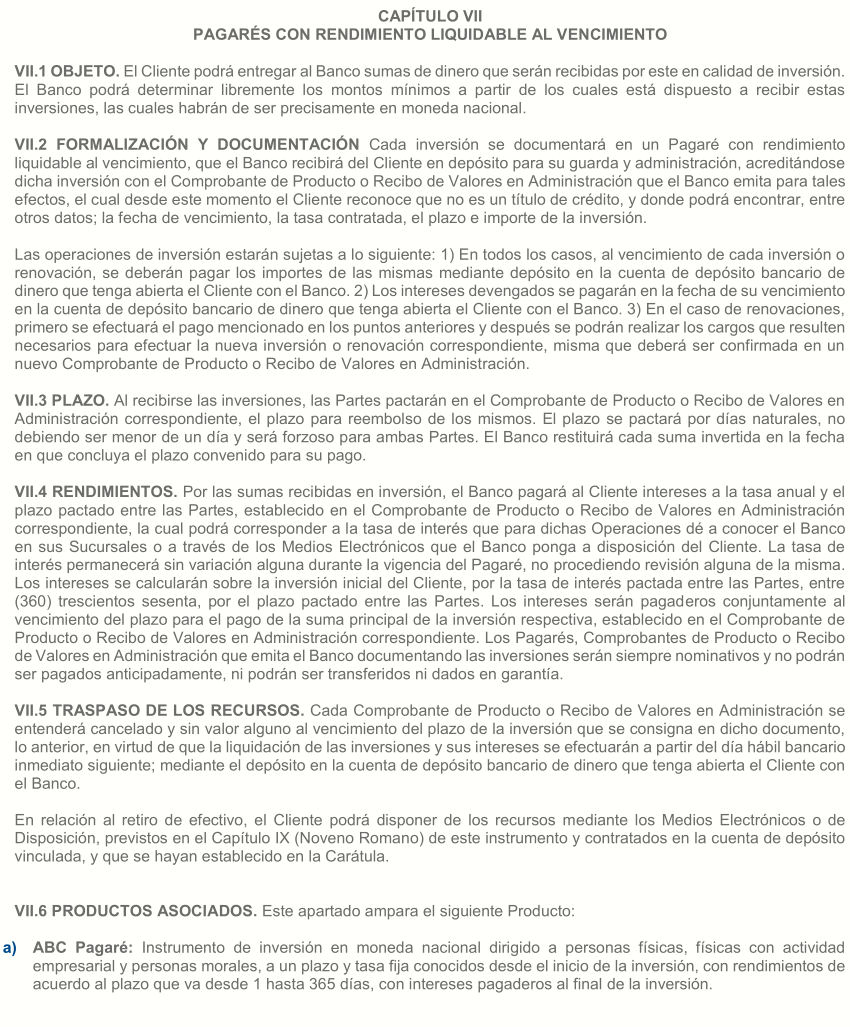 CAPÍTULO VII
PAGARÉS CON RENDIMIENTO LIQUIDABLE AL VENCIMIENTO
VII.1 OBJETO. El Cliente podrá entregar al Banco sumas de dinero que serán recibidas por este en calidad de inversión.
El Banco podrá determinar libremente los montos mínimos a partir de los cuales está dispuesto a recibir estas
inversiones, las cuales habrán de ser precisamente en moneda nacional.
VII.2 FORMALIZACIÓN Y DOCUMENTACIÓN Cada inversión se documentará en un Pagaré con rendimiento
liquidable al vencimiento, que el Banco recibirá del Cliente en depósito para su guarda y administración, acreditándose
dicha inversión con el Comprobante de Producto o Recibo de Valores en Administración que el Banco emita para tales
efectos, el cual desde este momento el Cliente reconoce que no es un título de crédito, y donde podrá encontrar, entre
otros datos; la fecha de vencimiento, la tasa contratada, el plazo e importe de la inversión.
Las operaciones de inversión estarán sujetas a lo siguiente: 1) En todos los casos, al vencimiento de cada inversión o
renovación, se deberán pagar los importes de las mismas mediante depósito en la cuenta de depósito bancario de
dinero que tenga abierta el Cliente con el Banco. 2) Los intereses devengados se pagarán en la fecha de su vencimiento
en la cuenta de depósito bancario de dinero que tenga abierta el Cliente con el Banco. 3) En el caso de renovaciones,
primero se efectuará el pago mencionado en los puntos anteriores y después se podrán realizar los cargos que resulten
necesarios para efectuar la nueva inversión o renovación correspondiente, misma que deberá ser confirmada en un
nuevo Comprobante de Producto o Recibo de Valores en Administración.
VII.3 PLAZO. Al recibirse las inversiones, las Partes pactarán en el Comprobante de Producto o Recibo de Valores en
Administración correspondiente, el plazo para reembolso de los mismos. El plazo se pactará por días naturales, no
debiendo ser menor de un día y será forzoso para ambas Partes. El Banco restituirá cada suma invertida en la fecha
en que concluya el plazo convenido para su pago.
VII.4 RENDIMIENTOS. Por las sumas recibidas en inversión, el Banco pagará al Cliente intereses a la tasa anual y el
plazo pactado entre las Partes, establecido en el Comprobante de Producto o Recibo de Valores en Administración
correspondiente, la cual podrá corresponder a la tasa de interés que para dichas Operaciones dé a conocer el Banco
en sus Sucursales o a través de los Medios Electrónicos que el Banco ponga a disposición del Cliente. La tasa de
interés permanecerá sin variación alguna durante la vigencia del Pagaré, no procediendo revisión alguna de la misma.
Los intereses se calcularán sobre la inversión inicial del Cliente, por la tasa de interés pactada entre las Partes, entre
(360) trescientos sesenta, por el plazo pactado entre las Partes. Los intereses serán pagaderos conjuntamente al
vencimiento del plazo para el pago de la suma principal de la inversión respectiva, establecido en el Comprobante de
Producto o Recibo de Valores en Administración correspondiente. Los Pagarés, Comprobantes de Producto o Recibo
de Valores en Administración que emita el Banco documentando las inversiones serán siempre nominativos y no podrán
ser pagados anticipadamente, ni podrán ser transferidos ni dados en garantía.
VII.5 TRASPASO DE LOS RECURSOS. Cada Comprobante de Producto o Recibo de Valores en Administración se
entenderá cancelado y sin valor alguno al vencimiento del plazo de la inversión que se consigna en dicho documento,
lo anterior, en virtud de que la liquidación de las inversiones y sus intereses se efectuarán a partir del día hábil bancario
inmediato siguiente; mediante el depósito en la cuenta de depósito bancario de dinero que tenga abierta el Cliente con
el Banco.
En relación al retiro de efectivo, el Cliente podrá disponer de los recursos mediante los Medios Electrónicos o de
Disposición, previstos en el Capítulo IX (Noveno Romano) de este instrumento y contratados en la cuenta de depósito
vinculada, y que se hayan establecido en la Carátula.
VII.6 PRODUCTOS ASOCIADOS. Este apartado ampara el siguiente Producto:
a) ABC Pagaré: Instrumento de inversión en moneda nacional dirigido a personas físicas, físicas con actividad
empresarial y personas morales, a un plazo y tasa fija conocidos desde el inicio de la inversión, con rendimientos de
acuerdo al plazo que va desde 1 hasta 365 días, con intereses pagaderos al final de la inversión.